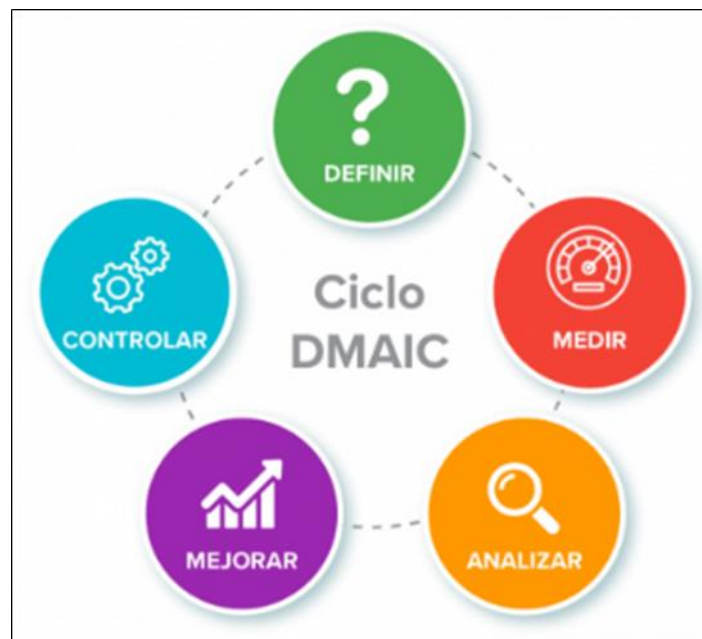 ?
DEFINIR
Ciclo
DMAIC
MEDIR
ANALIZAR
MEJORAR
CONTROLAR